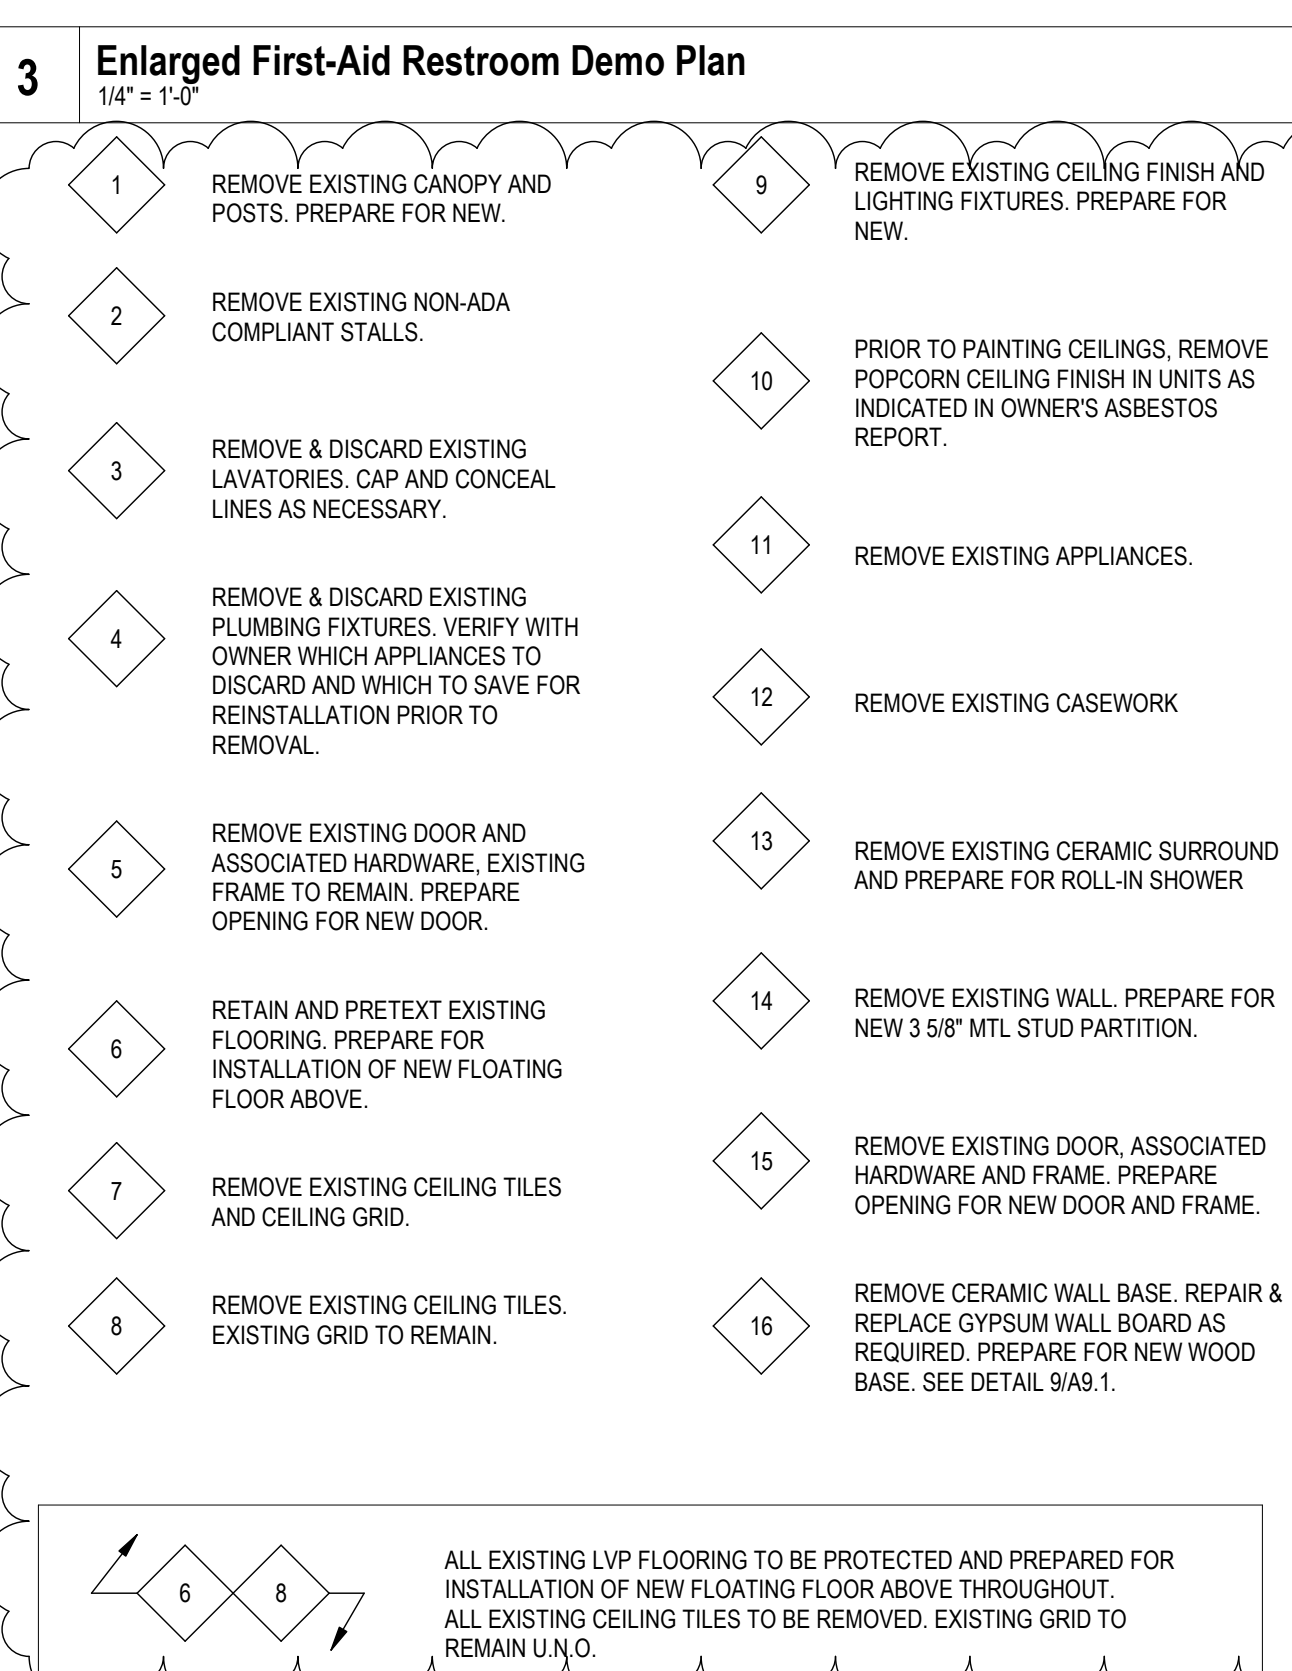 3
Enlarged First-Aid Restroom Demo Plan
1/4" = 1'-0"
1
REMOVE EXISTING CANOPY AND
POSTS. PREPARE FOR NEW.
2
REMOVE EXISTING NON-ADA
COMPLIANT STALLS.
3
REMOVE & DISCARD EXISTING
LAVATORIES. CAP AND CONCEAL
LINES AS NECESSARY.
4
REMOVE & DISCARD EXISTING
PLUMBING FIXTURES. VERIFY WITH
OWNER WHICH APPLIANCES TO
DISCARD AND WHICH TO SAVE FOR
REINSTALLATION PRIOR TO
REMOVAL.
5
REMOVE EXISTING DOOR AND
ASSOCIATED HARDWARE, EXISTING
FRAME TO REMAIN. PREPARE
OPENING FOR NEW DOOR.
6
RETAIN AND PRETEXT EXISTING
FLOORING. PREPARE FOR
INSTALLATION OF NEW FLOATING
FLOOR ABOVE.
7
REMOVE EXISTING CEILING TILES
AND CEILING GRID.
8
REMOVE EXISTING CEILING TILES.
EXISTING GRID TO REMAIN.
9
REMOVE EXISTING CEILING FINISH AND
LIGHTING FIXTURES. PREPARE FOR
NEW.
10
PRIOR TO PAINTING CEILINGS, REMOVE
POPCORN CEILING FINISH IN UNITS AS
INDICATED IN OWNER'S ASBESTOS
REPORT.
11
REMOVE EXISTING APPLIANCES.
12
REMOVE EXISTING CASEWORK
13
REMOVE EXISTING CERAMIC SURROUND
AND PREPARE FOR ROLL-IN SHOWER
14
REMOVE EXISTING WALL. PREPARE FOR
NEW 3 5/8" MTL STUD PARTITION.
15
REMOVE EXISTING DOOR, ASSOCIATED
HARDWARE AND FRAME. PREPARE
OPENING FOR NEW DOOR AND FRAME.
16
REMOVE CERAMIC WALL BASE. REPAIR &
REPLACE GYPSUM WALL BOARD AS
REQUIRED. PREPARE FOR NEW WOOD
BASE. SEE DETAIL 9/A9.1.
6 8
ALL EXISTING LVP FLOORING TO BE PROTECTED AND PREPARED FOR
INSTALLATION OF NEW FLOATING FLOOR ABOVE THROUGHOUT.
ALL EXISTING CEILING TILES TO BE REMOVED. EXISTING GRID TO
REMAIN U.N.O.